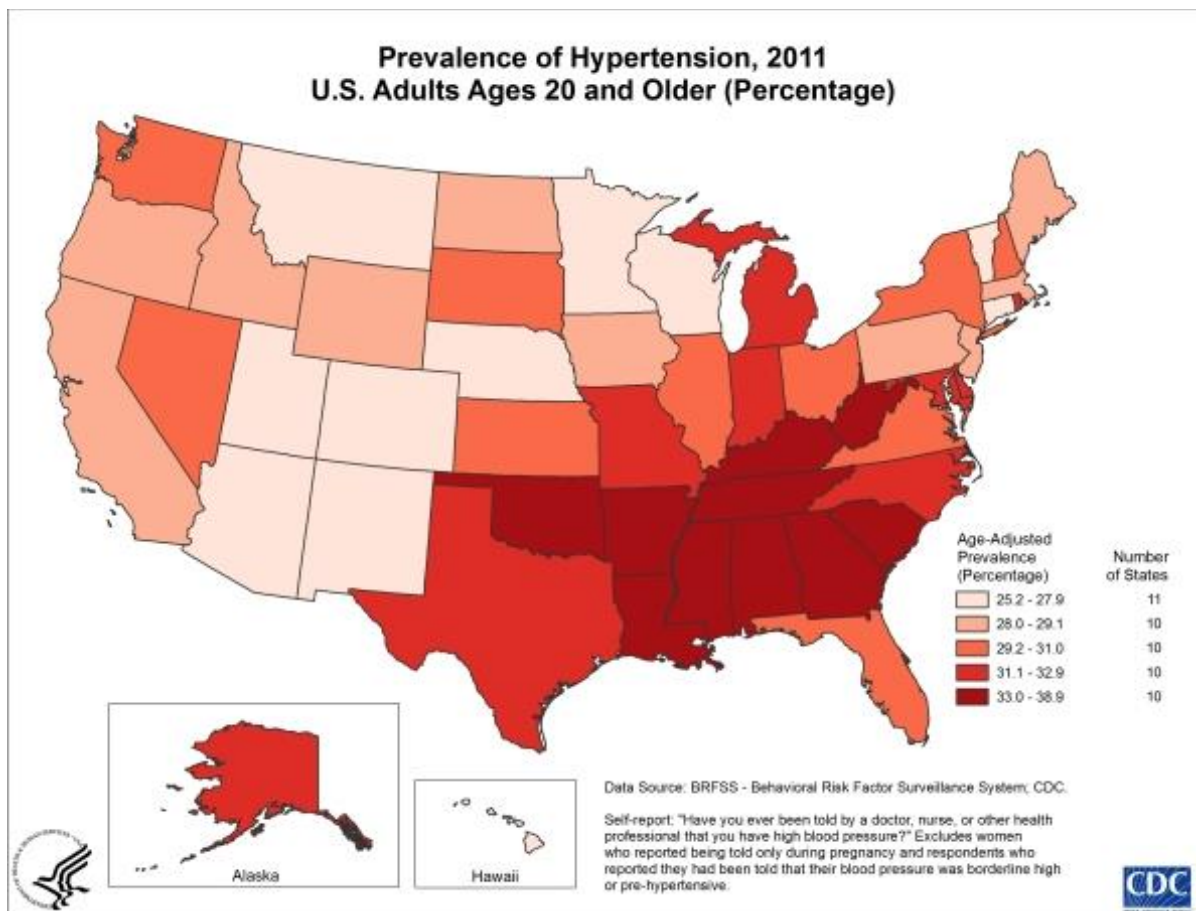 Prevalence of Hypertension, 2011
U.S. Adults Ages 20 and Older (Percentage)
Age-Adjusted
Prevalence
(Percentage)
Number
of States
25.2 - 27.9 11
28.0 - 29.1 10
29.2 - 31.0 10
31.1 - 32.9 10
33.0 - 38.9 10
Alaska
Hawaii
Data Source: BRFSS - Behavioral Risk Factor Surveillance System; CDC.
Self-report: "Have you ever been told by a doctor, nurse, or other health
professional that you have high blood pressure?" Excludes women
who reported being told only during pregnancy and respondents who
reported they had been told that their blood pressure was borderline high
or pre-hypertensive.
CDC